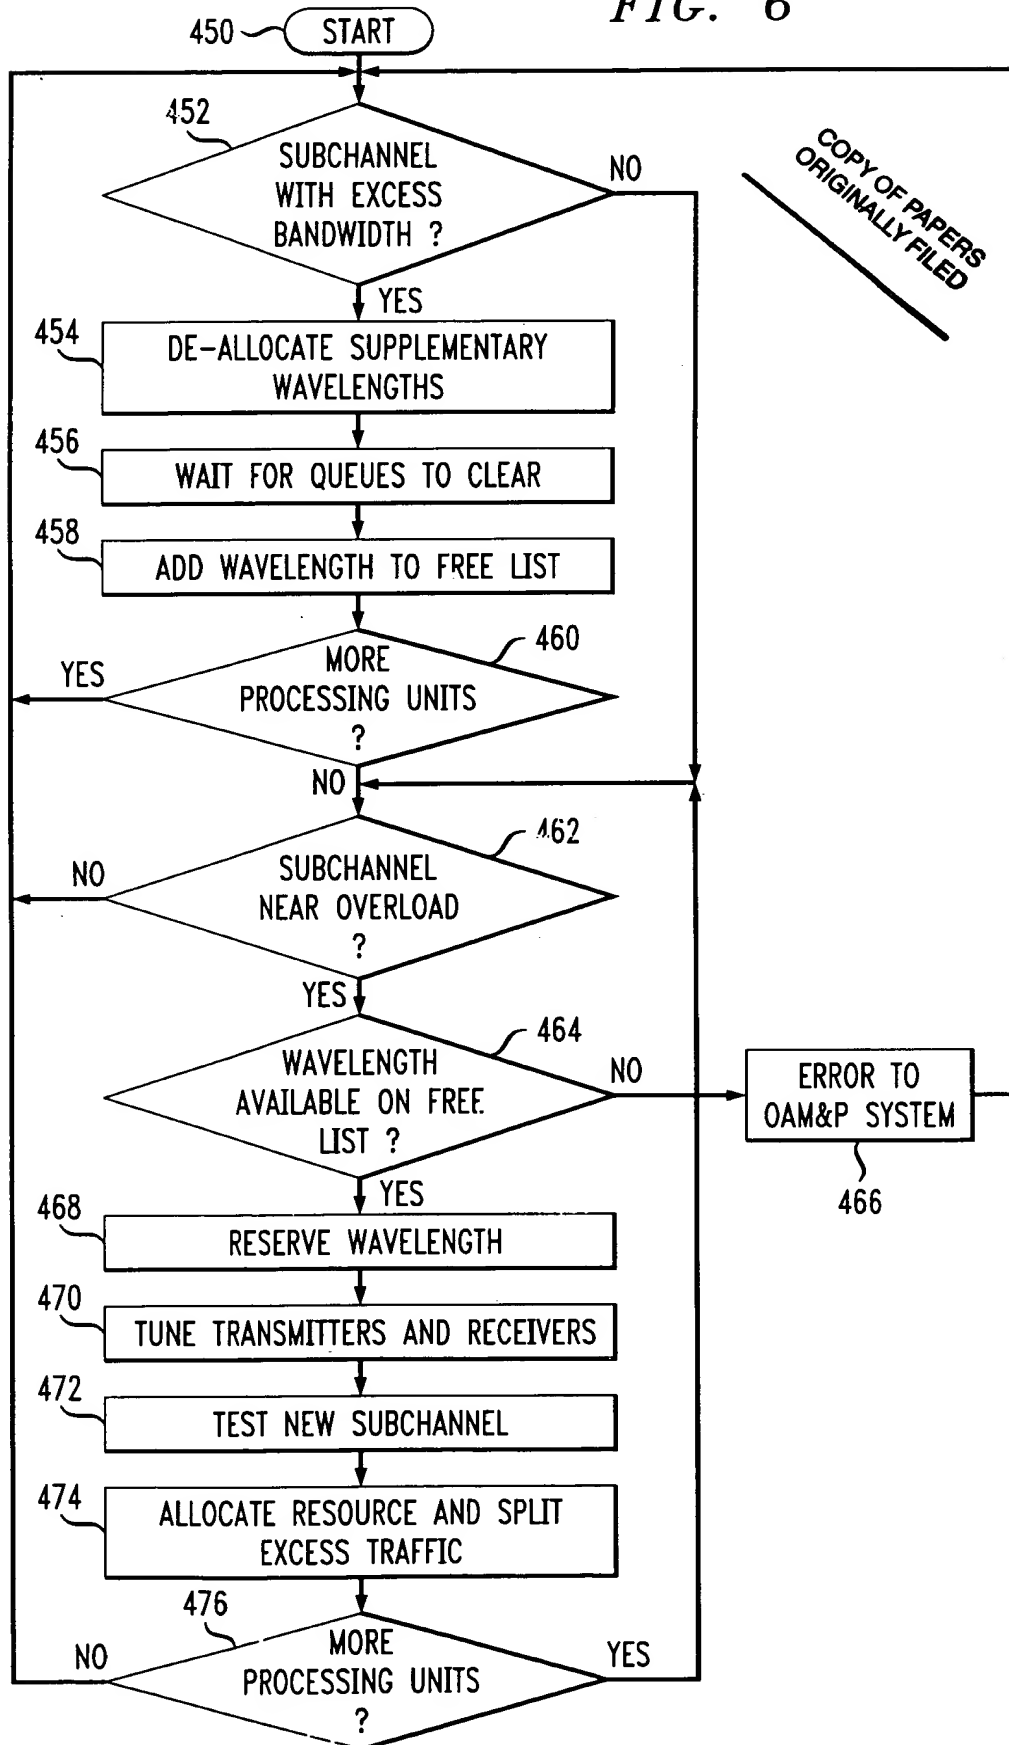 FIG. 6
450
START
452
SUBCHANNEL
WITH EXCESS
BANDWIDTH ?
NO
COPY OF PAPERS
ORIGINALLY FILED
YES
454
DE-ALLOCATE SUPPLEMENTARY
WAVELENGTHS
456
WAIT FOR QUEUES TO CLEAR
458
ADD WAVELENGTH TO FREE LIST
460
MORE
PROCESSING UNITS
?
YES
NO
462
SUBCHANNEL
NEAR OVERLOAD
?
NO
YES
464
WAVELENGTH
AVAILABLE ON FREE
LIST ?
NO
ERROR TO
OAM&P SYSTEM
466
YES
468
RESERVE WAVELENGTH
470
TUNE TRANSMITTERS AND RECEIVERS
472
TEST NEW SUBCHANNEL
474
ALLOCATE RESOURCE AND SPLIT
EXCESS TRAFFIC
476
MORE
PROCESSING UNITS
?
NO
YES